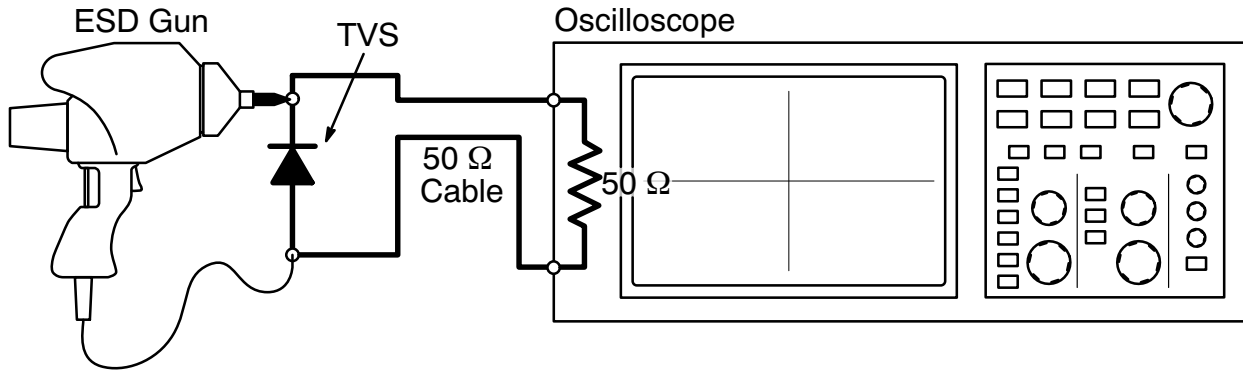 ESD Gun
TVS
Oscilloscope
50 Ω
Cable
50 Ω